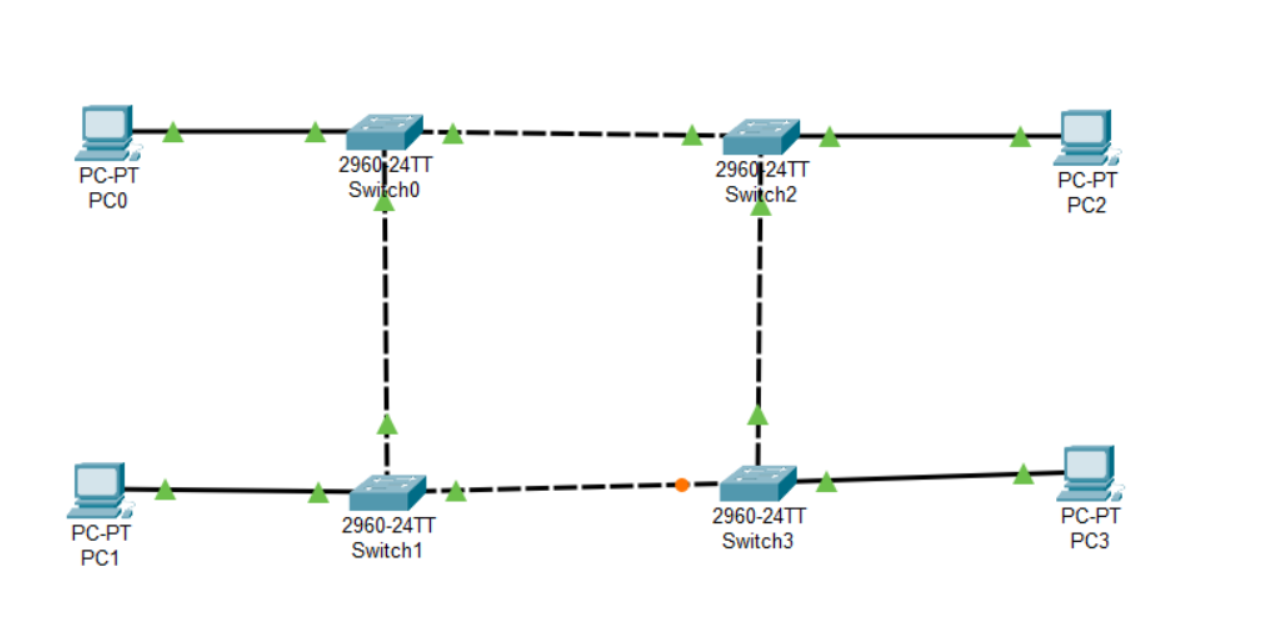 PC-PT
PC0
2960-24TT
Switch0
2960-24TT
Switch2
PC-PT
PC2
PC-PT
PC1
2960-24TT
Switch1
2960-24TT
Switch3
PC-PT
PC3